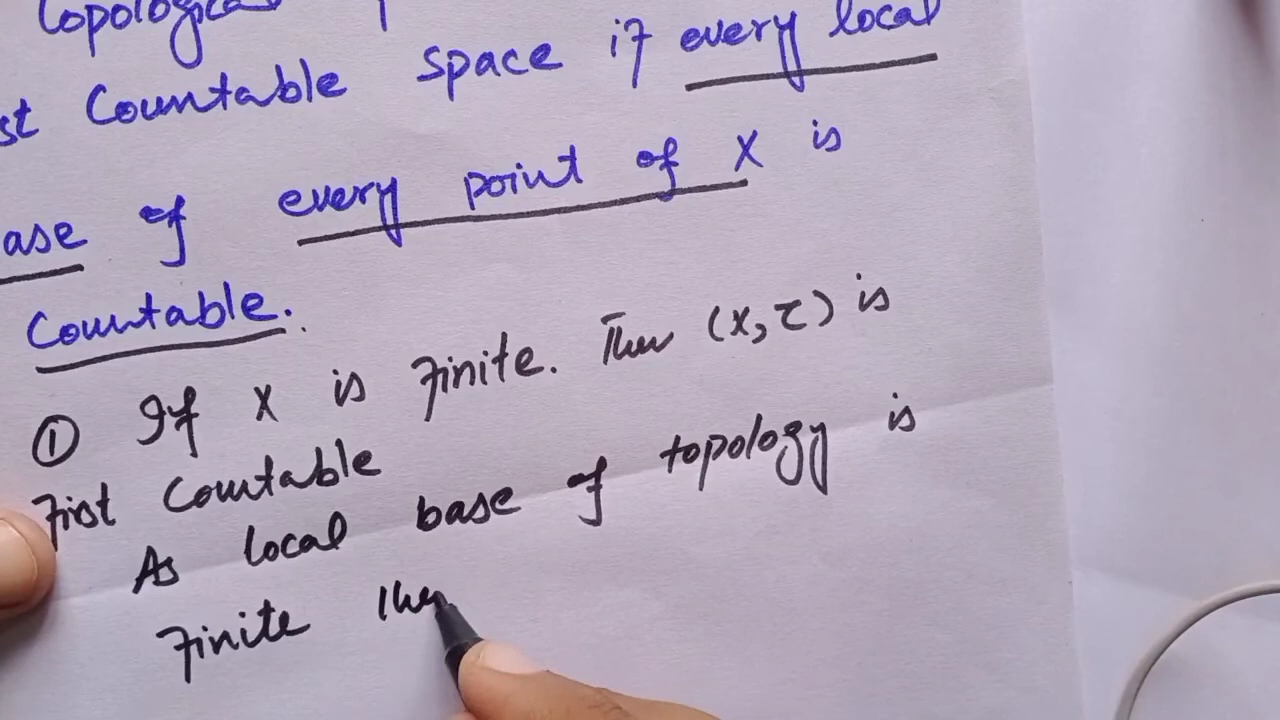 topological
st Countable space if every local
ase of every point of X is
Countable.
① If X is Finite. Then (X, τ) is
First Countable
As local base of topology is
Finite The